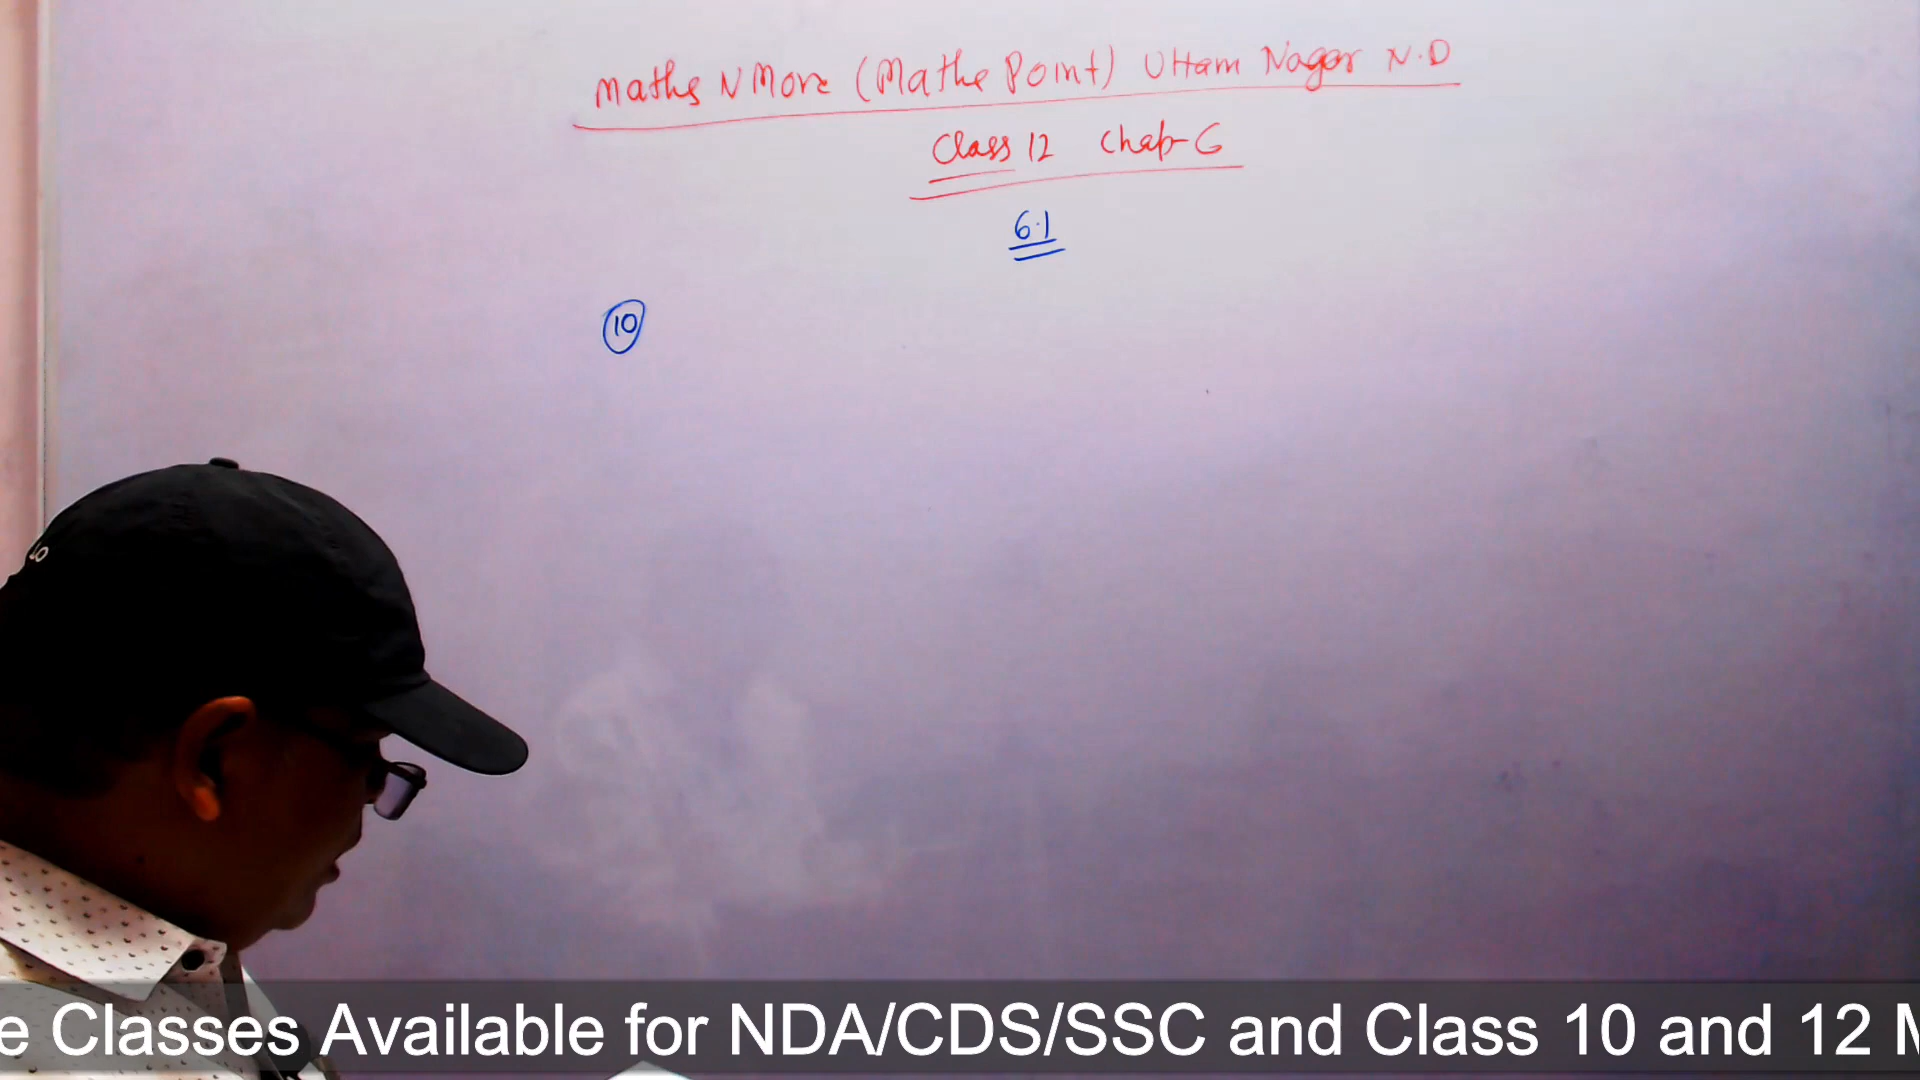 Maths N More (Maths Point) Uttam Nagar N.D
Class 12 Chap-6
6.1
10
e Classes Available for NDA/CDS/SSC and Class 10 and 12 M